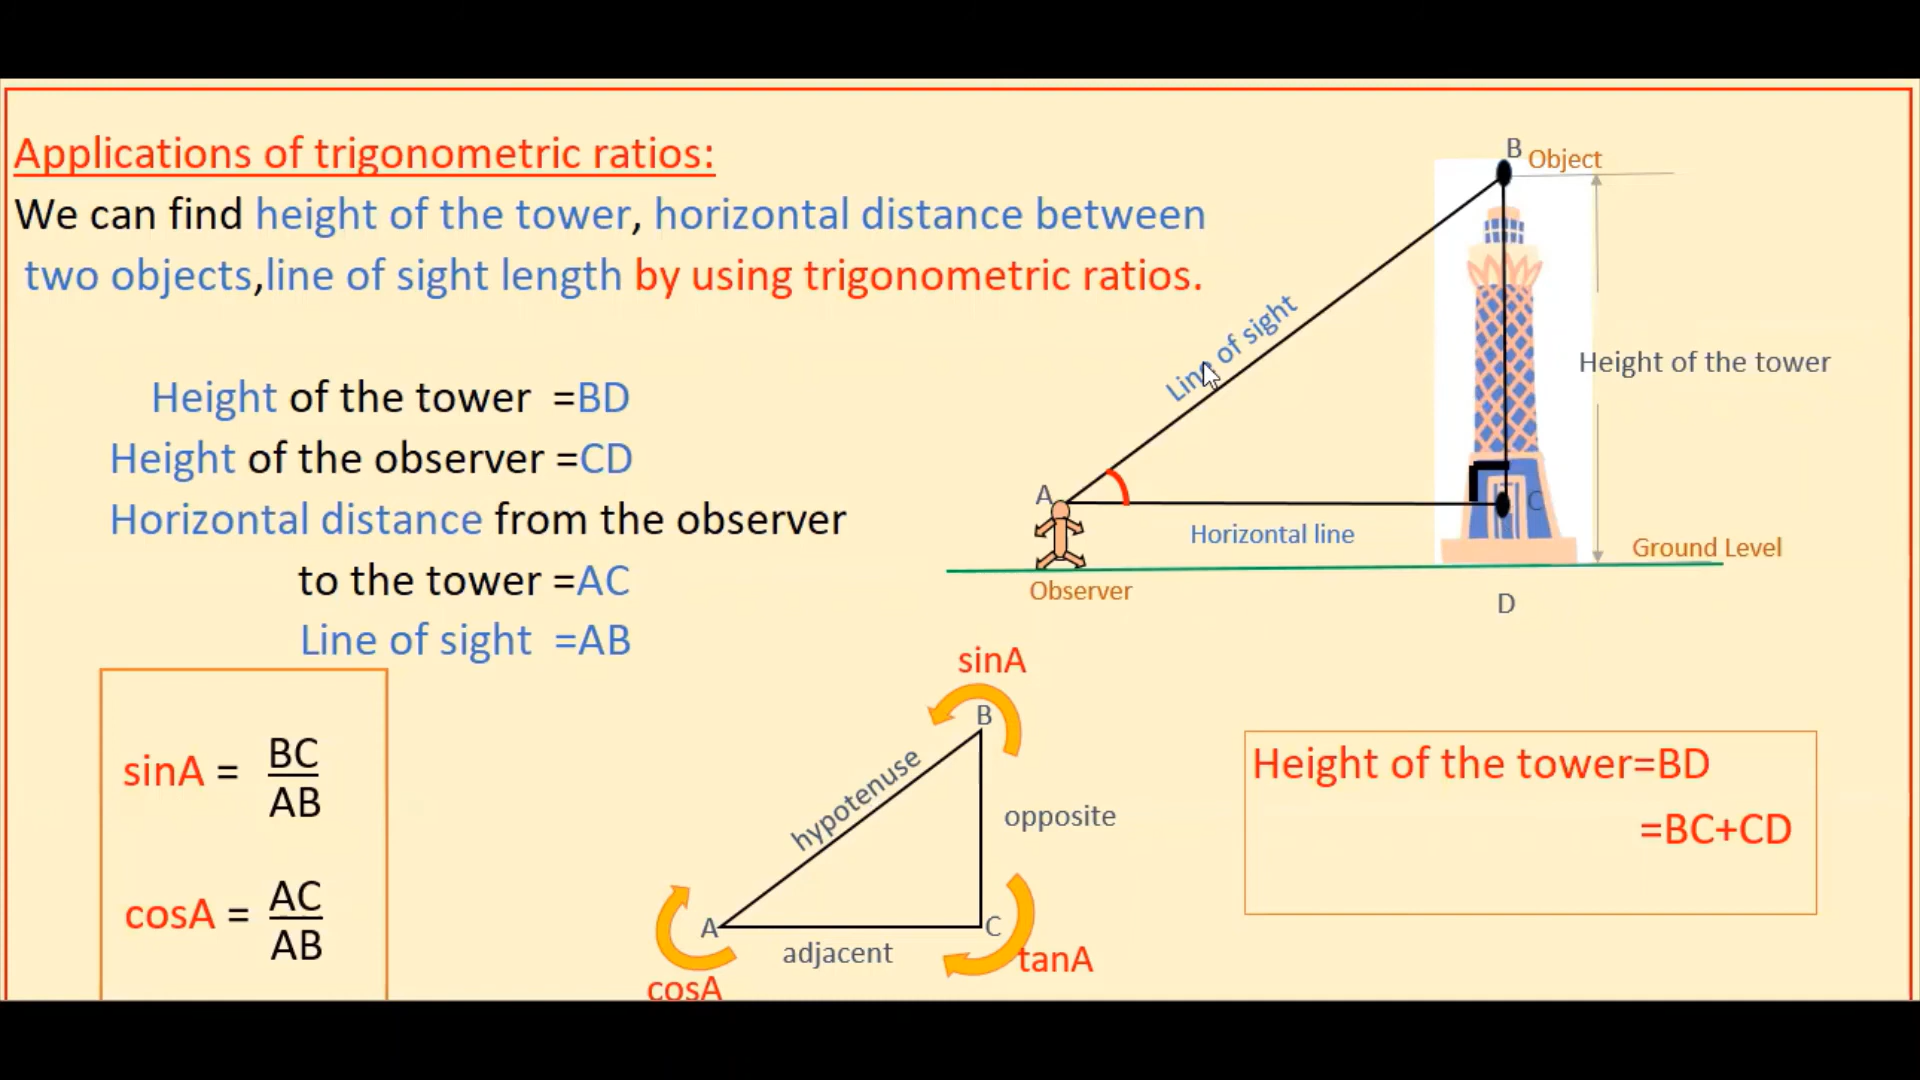 Applications of trigonometric ratios:
We can find height of the tower, horizontal distance between
two objects,line of sight length by using trigonometric ratios.
Height of the tower =BD
Height of the observer =CD
Horizontal distance from the observer
to the tower =AC
Line of sight =AB
sinA = BC
AB
cosA = AC
AB
B
Object
Line of sight
Height of the tower
A
C
Horizontal line
Ground Level
Observer
D
sinA
B
hypotenuse
opposite
A
C
adjacent
tanA
cosA
Height of the tower=BD
=BC+CD